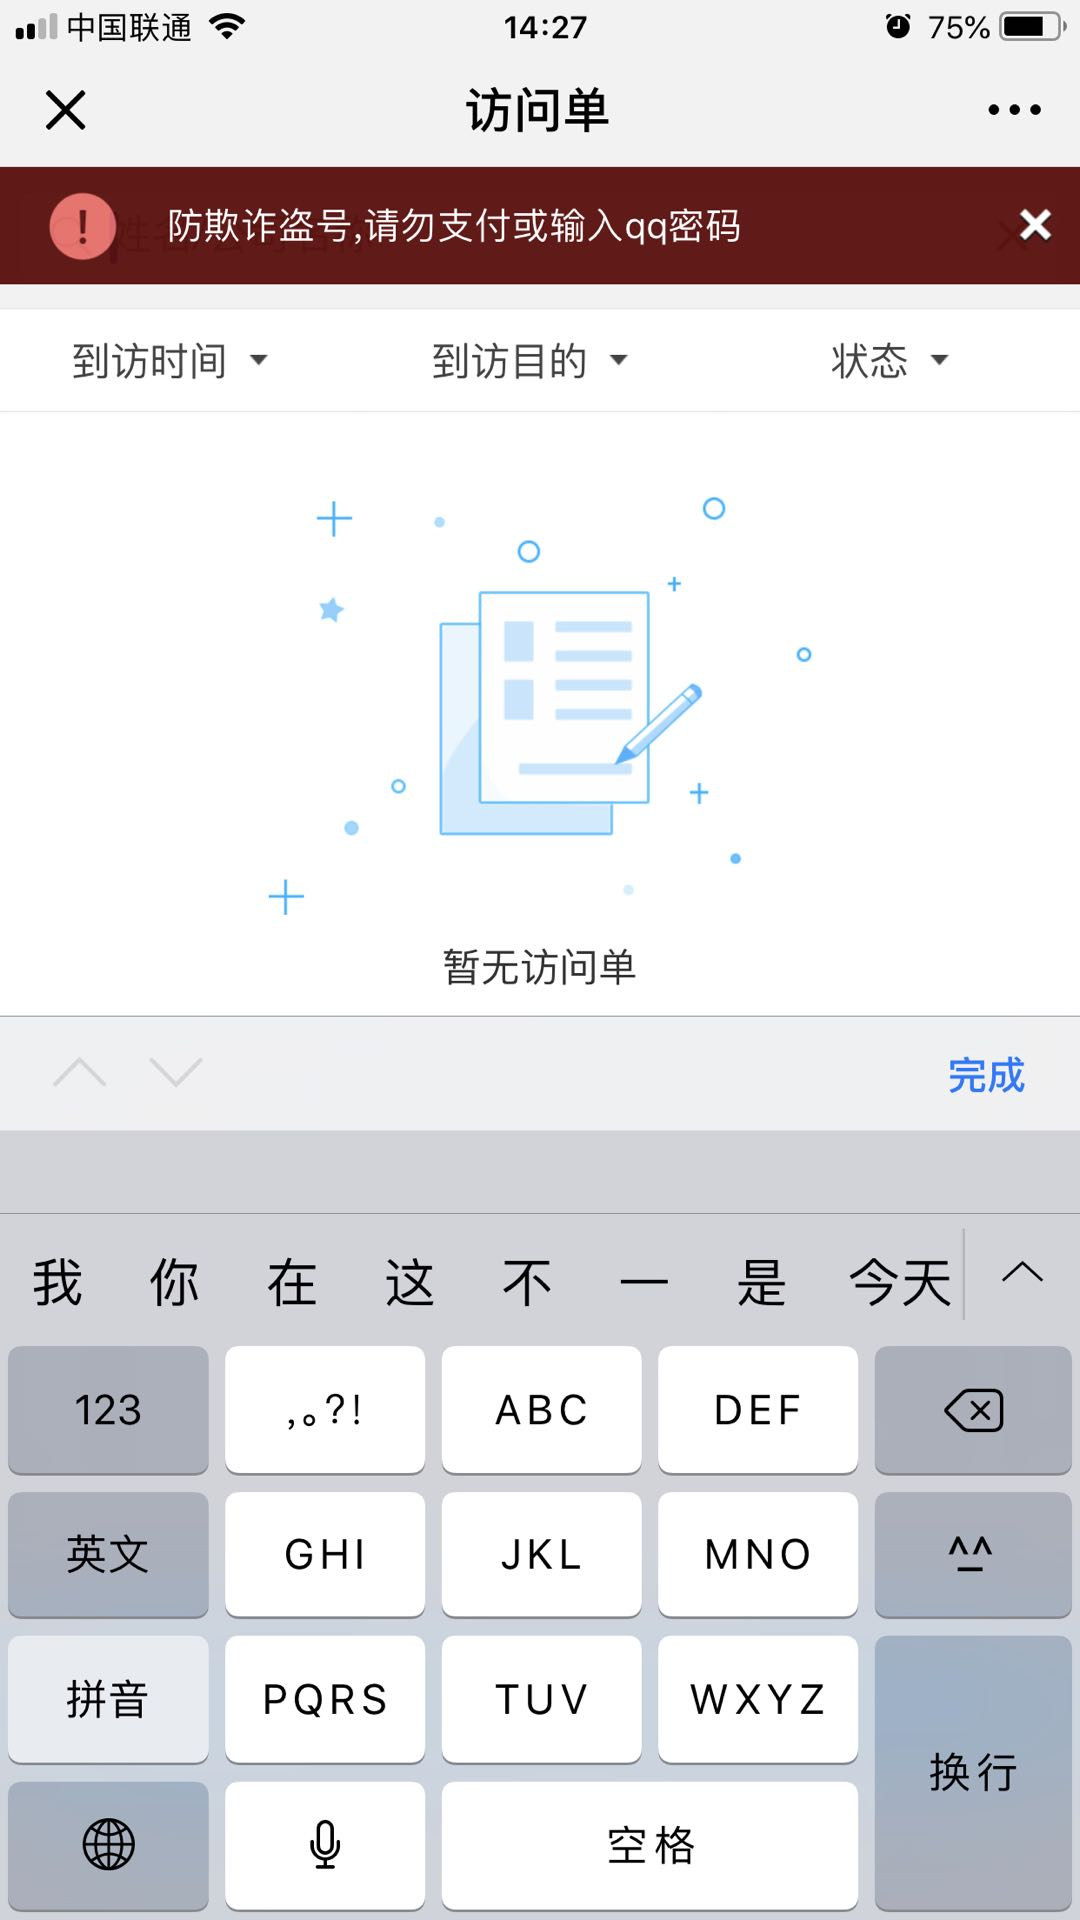 中国联通 14:27 75%
访问单
防欺诈盗号,请勿支付或输入qq密码
到访时间 到访目的 状态
暂无访问单
完成
我 你 在 这 不 一 是 今天
123 ,。?! ABC DEF
英文 GHI JKL MNO ^^
拼音 PQRS TUV WXYZ
换行
空格